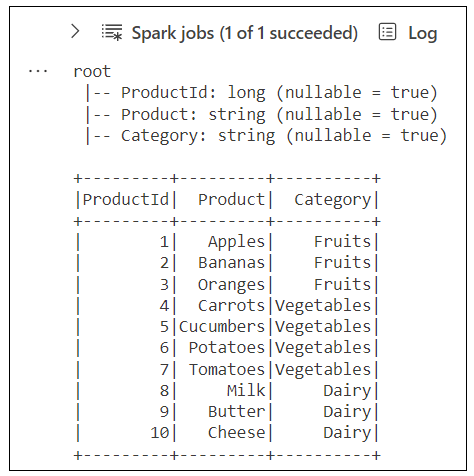 Spark jobs (1 of 1 succeeded) Log
root
|-- ProductId: long (nullable = true)
|-- Product: string (nullable = true)
|-- Category: string (nullable = true)
+---------+---------+----------+
|ProductId|  Product|  Category|
+---------+---------+----------+
|        1|   Apples|    Fruits|
|        2|  Bananas|    Fruits|
|        3|  Oranges|    Fruits|
|        4|  Carrots|Vegetables|
|        5|Cucumbers|Vegetables|
|        6| Potatoes|Vegetables|
|        7| Tomatoes|Vegetables|
|        8|     Milk|     Dairy|
|        9|   Butter|     Dairy|
|       10|   Cheese|     Dairy|
+---------+---------+----------+